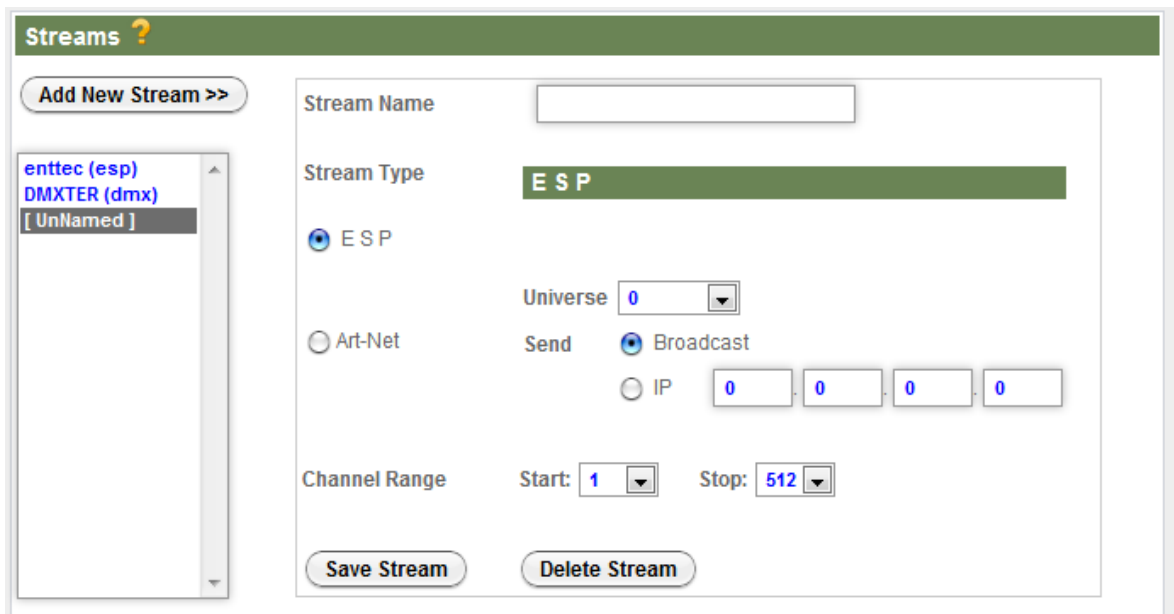 Streams ?
Add New Stream >>
enttec (esp)
DMXTER (dmx)
[ UnNamed ]
Stream Name
Stream Type
E S P
E S P
Universe 0
Art-Net
Send Broadcast
IP 0 . 0 . 0 . 0
Channel Range Start: 1 Stop: 512
Save Stream Delete Stream